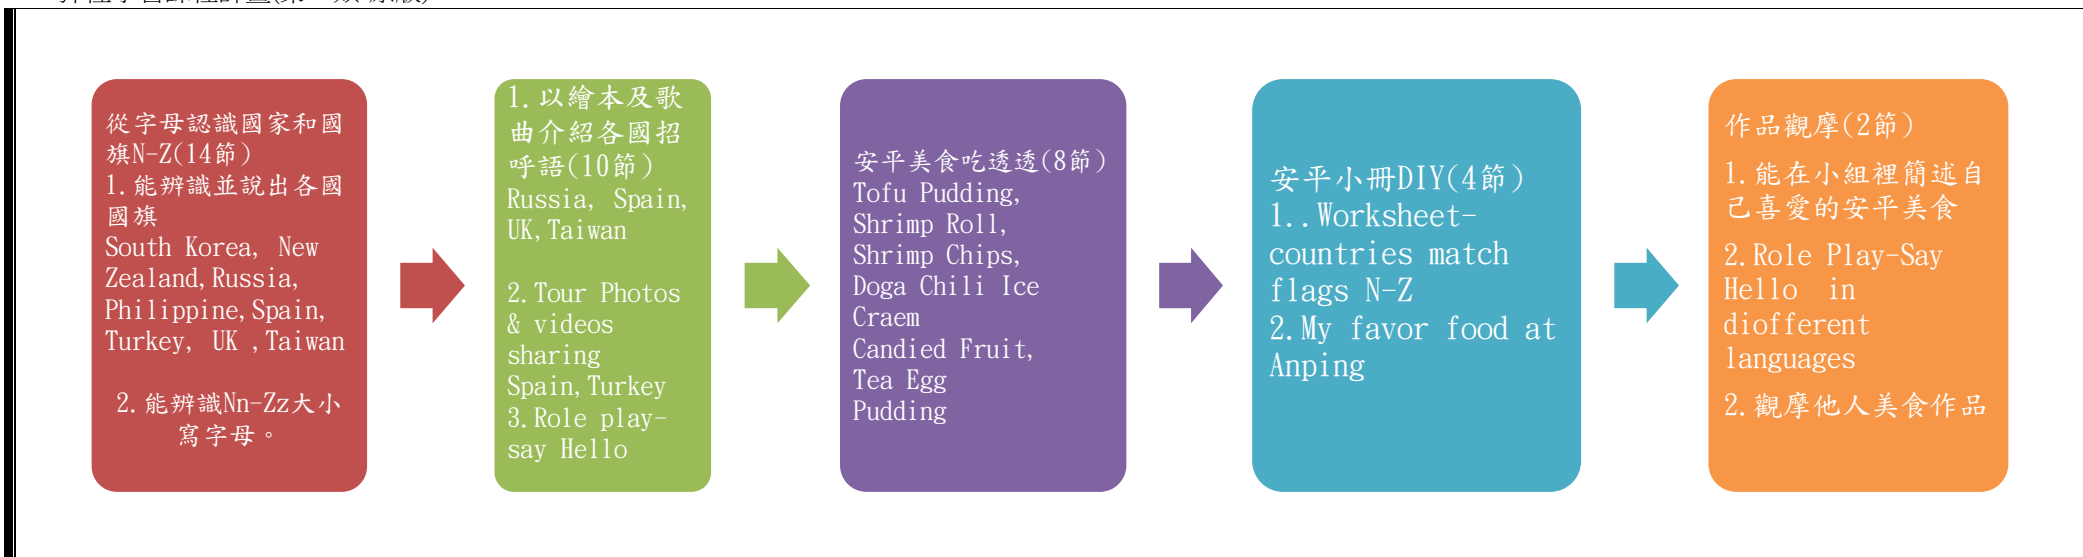 從字母認識國家和國
旗N-Z(14節)
1.能辨識並說出各國
國旗
South Korea, New
Zealand,Russia,
Philippine,Spain,
Turkey, UK ,Taiwan
2.能辨識Nn-Zz大小
寫字母。
1.以繪本及歌
曲介紹各國招
呼語(10節)
Russia, Spain,
UK,Taiwan
2.Tour Photos
& videos
sharing
Spain,Turkey
3.Role play-
say Hello
安平美食吃透透(8節)
Tofu Pudding,
Shrimp Roll,
Shrimp Chips,
Doga Chili Ice
Craem
Candied Fruit,
Tea Egg
Pudding
安平小冊DIY(4節)
1..Worksheet-
countries match
flags N-Z
2.My favor food at
Anping
作品觀摩(2節)
1.能在小組裡簡述自
己喜愛的安平美食
2.Role Play-Say
Hello in
diofferent
languages
2.觀摩他人美食作品